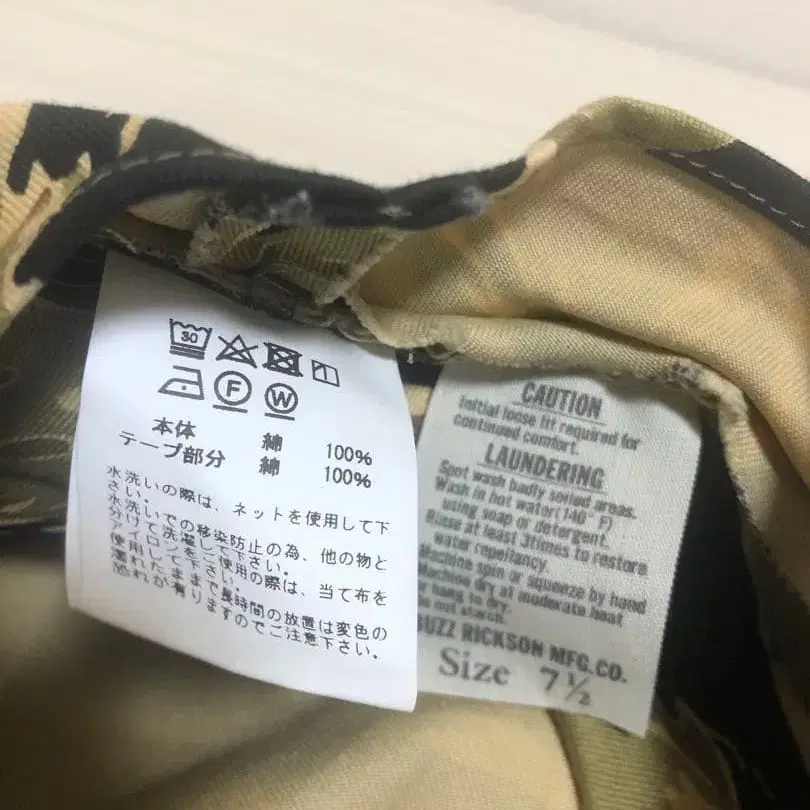 30
F W
本体 綿 100%
テープ部分 綿 100%
水洗いの際は、ネットを使用して下
さい。
水洗いでの移染防止の為、他の物と
分けて洗濯して下さい。
アイロンをご使用の際は、当て布を
使用して下さい。
濡れたままで長時間の放置は変色の
恐れが有りますのでご注意下さい。
CAUTION
Initial loose fit required for
continued comfort.
LAUNDERING
Spot wash badly soiled areas.
Wash in hot water(140°F)
using soap or detergent.
Rinse at least 3times to restore
water repellancy.
Machine spin or squeeze by hand
Machine dry at moderate heat
or hang to dry.
Do not starch.
BUZZ RICKSON MFG.CO.
Size 7½